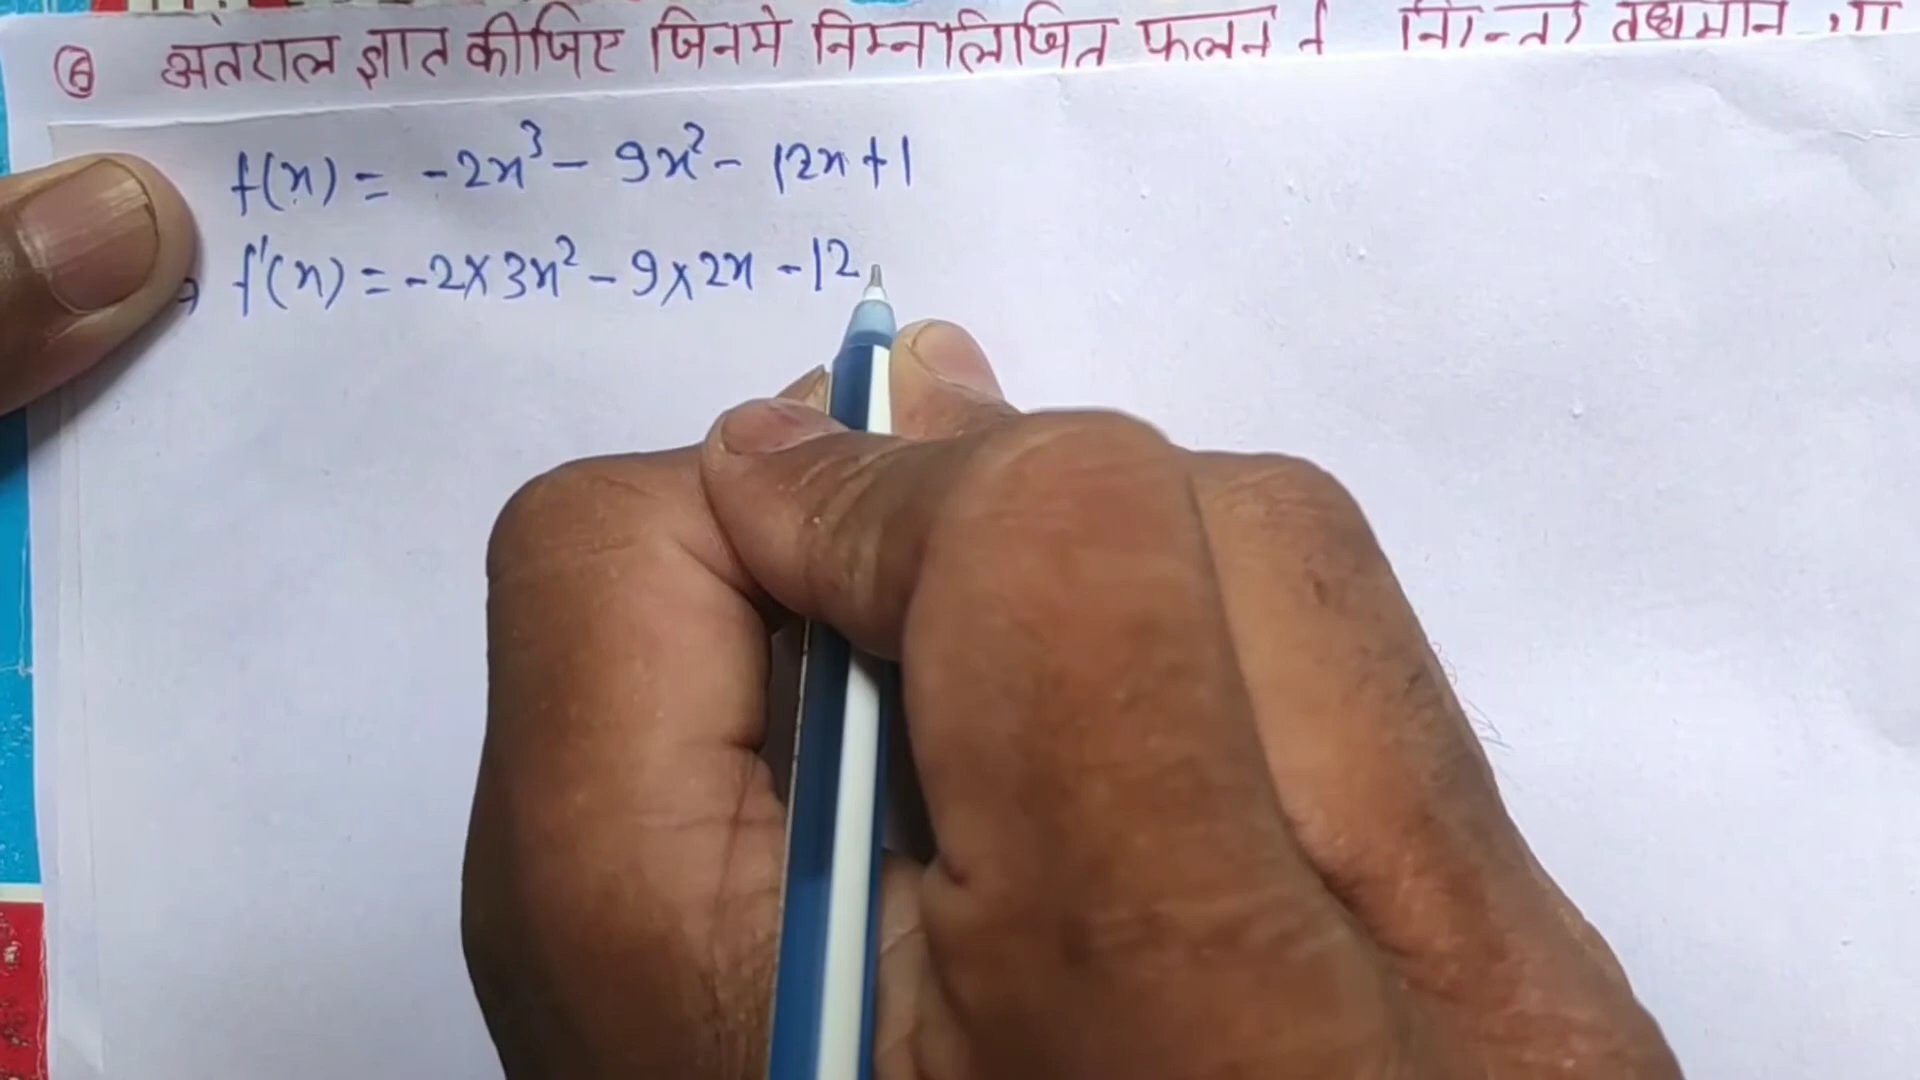 ⑥ अंतराल ज्ञात कीजिए जिनमे निम्नलिखित फलन f
f(x) = -2x³ - 9x² - 12x + 1
⇒ f'(x) = -2×3x² - 9×2x - 12